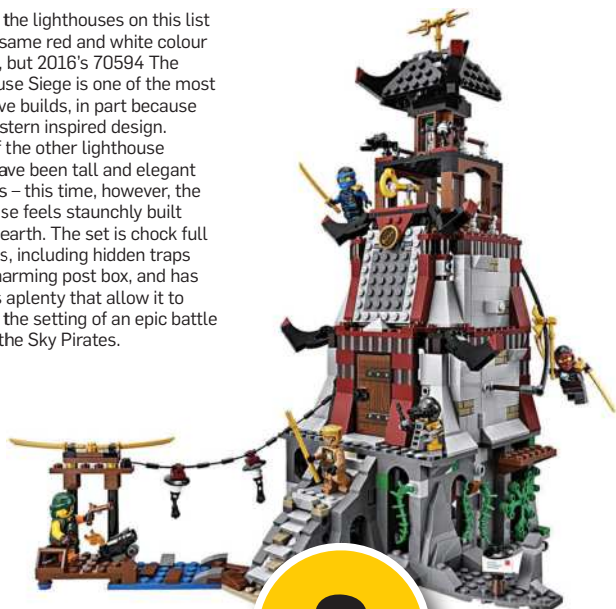 the lighthouses on this list
same red and white colour
, but 2016's 70594 The
use Siege is one of the most
ve builds, in part because
stern inspired design.
f the other lighthouse
ave been tall and elegant
s – this time, however, the
se feels staunchly built
earth. The set is chock full
s, including hidden traps
harming post box, and has
s aplenty that allow it to
the setting of an epic battle
the Sky Pirates.